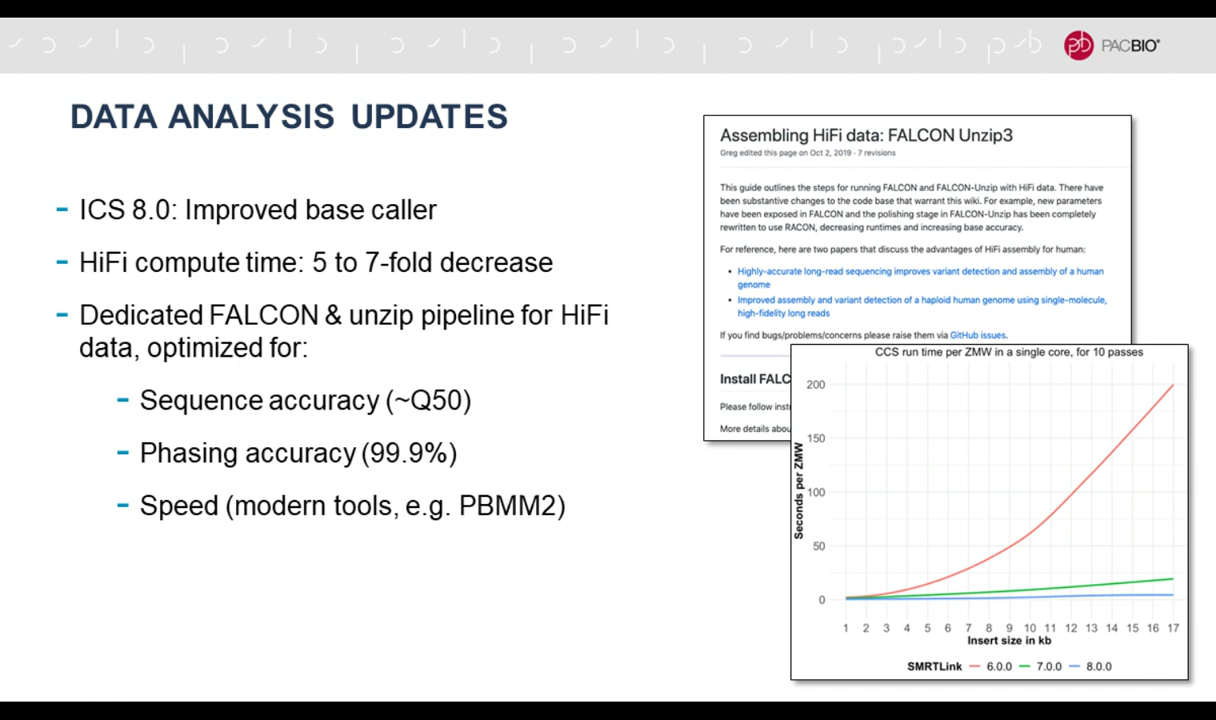 PACBIO®
DATA ANALYSIS UPDATES
- ICS 8.0: Improved base caller
- HiFi compute time: 5 to 7-fold decrease
- Dedicated FALCON & unzip pipeline for HiFi
data, optimized for:
- Sequence accuracy (~Q50)
- Phasing accuracy (99.9%)
- Speed (modern tools, e.g. PBMM2)
Assembling HiFi data: FALCON Unzip3
Greg edited this page on Oct 2, 2019 · 7 revisions
This guide outlines the steps for running FALCON and FALCON-Unzip with HiFi data. There have
been substantive changes to the code base that warrant this wiki. For example, new parameters
have been exposed in FALCON and the polishing stage in FALCON-Unzip has been completely
rewritten to use RACON, decreasing runtimes and increasing base accuracy.
For reference, here are two papers that discuss the advantages of HiFi assembly for human:
• Highly-accurate long-read sequencing improves variant detection and assembly of a human
genome
• Improved assembly and variant detection of a haploid human genome using single-molecule,
high-fidelity long reads
If you find bugs/problems/concerns please raise them via GitHub issues.
Install FALC
Please follow inst
More details abou
CCS run time per ZMW in a single core, for 10 passes
Seconds per ZMW
200
150
100
50
0
1 2 3 4 5 6 7 8 9 10 11 12 13 14 15 16 17
Insert size in kb
SMRTLink 6.0.0 7.0.0 8.0.0